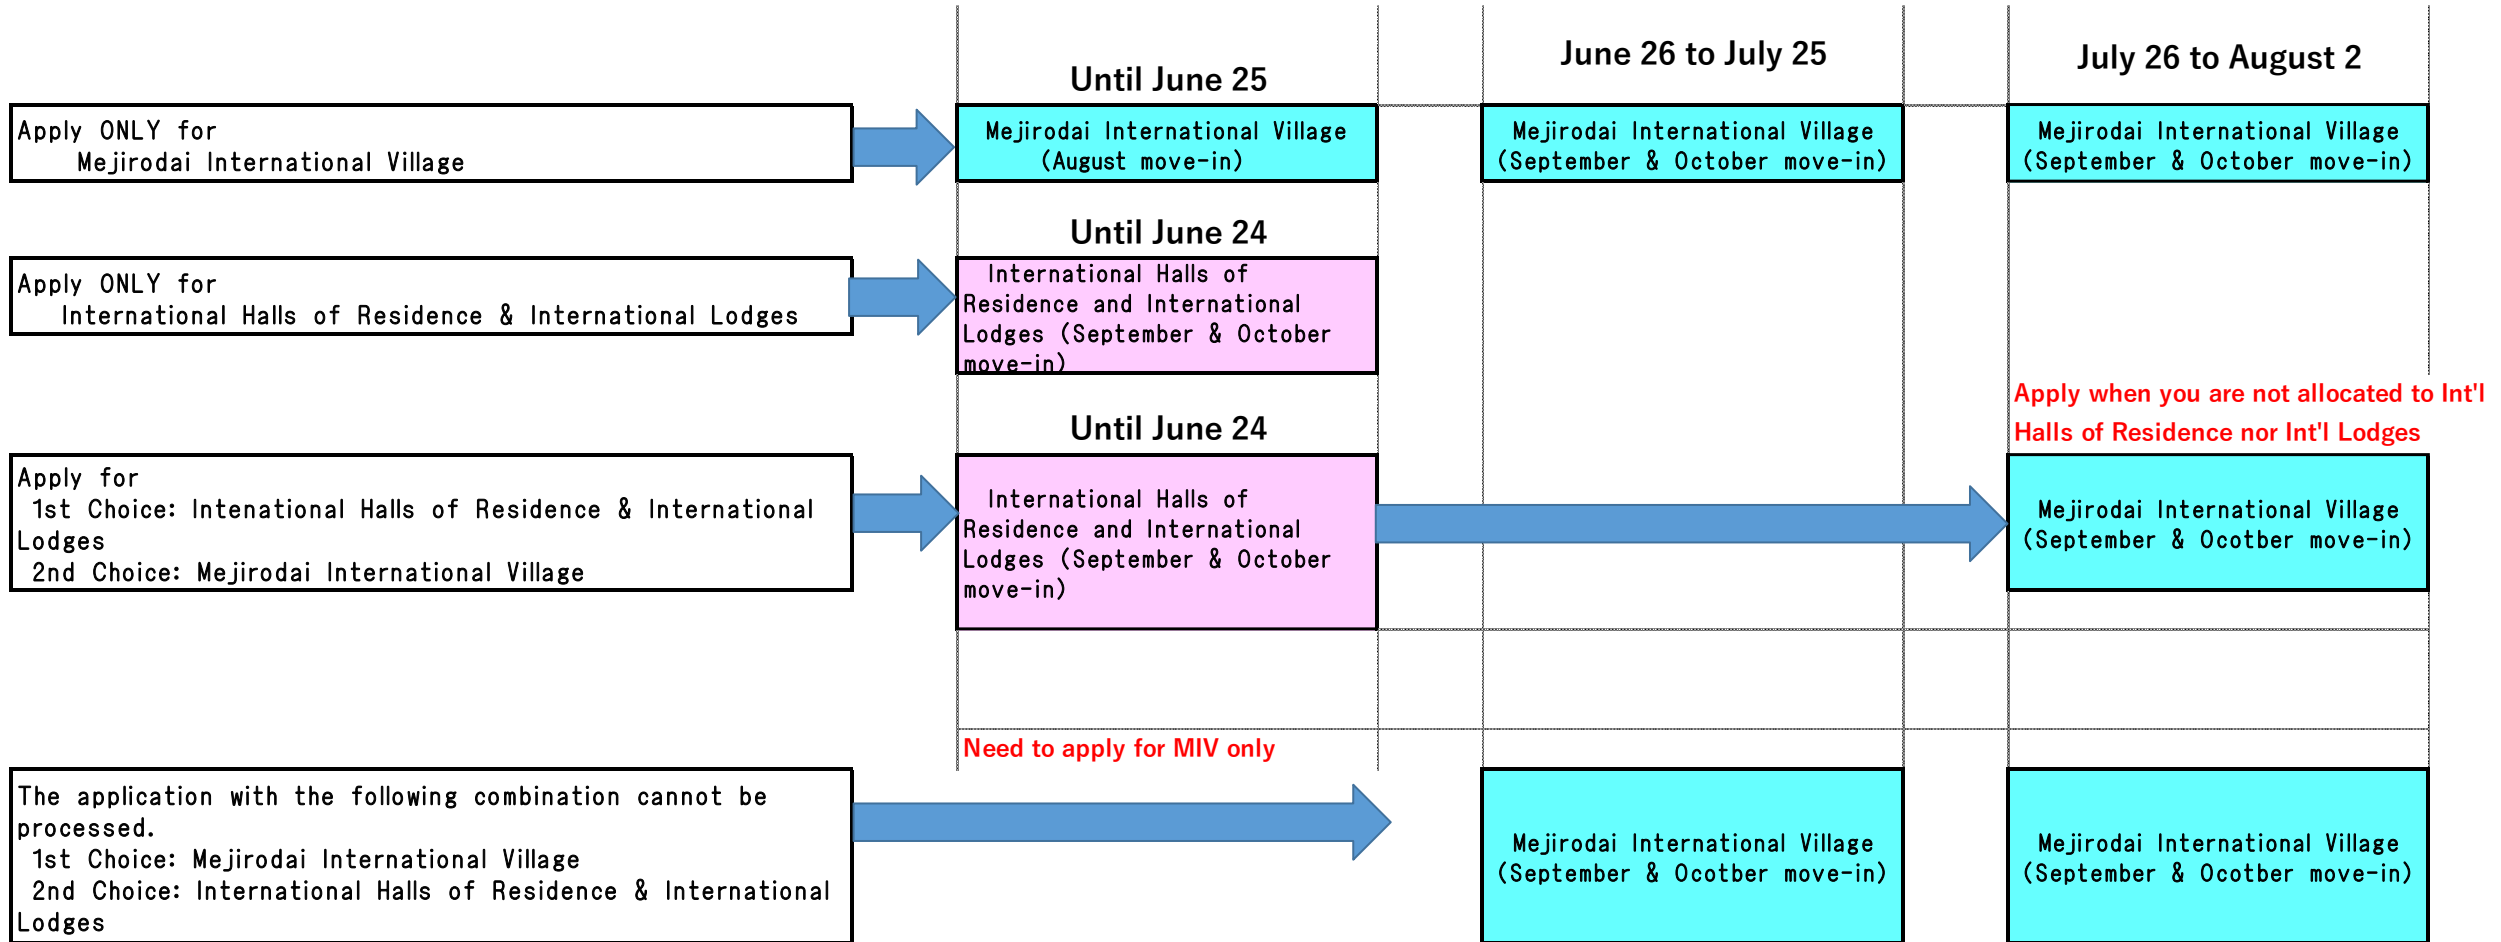 Until June 25
June 26 to July 25
July 26 to August 2
Apply ONLY for
Mejirodai International Village
Mejirodai International Village
(August move-in)
Mejirodai International Village
(September & October move-in)
Mejirodai International Village
(September & October move-in)
Until June 24
Apply ONLY for
International Halls of Residence & International Lodges
International Halls of
Residence and International
Lodges (September & October
move-in)
Until June 24
Apply when you are not allocated to Int'l
Halls of Residence nor Int'l Lodges
Apply for
1st Choice: Intenational Halls of Residence & International
Lodges
2nd Choice: Mejirodai International Village
International Halls of
Residence and International
Lodges (September & October
move-in)
Mejirodai International Village
(September & Ocotber move-in)
Need to apply for MIV only
The application with the following combination cannot be
processed.
1st Choice: Mejirodai International Village
2nd Choice: International Halls of Residence & International
Lodges
Mejirodai International Village
(September & Ocotber move-in)
Mejirodai International Village
(September & Ocotber move-in)